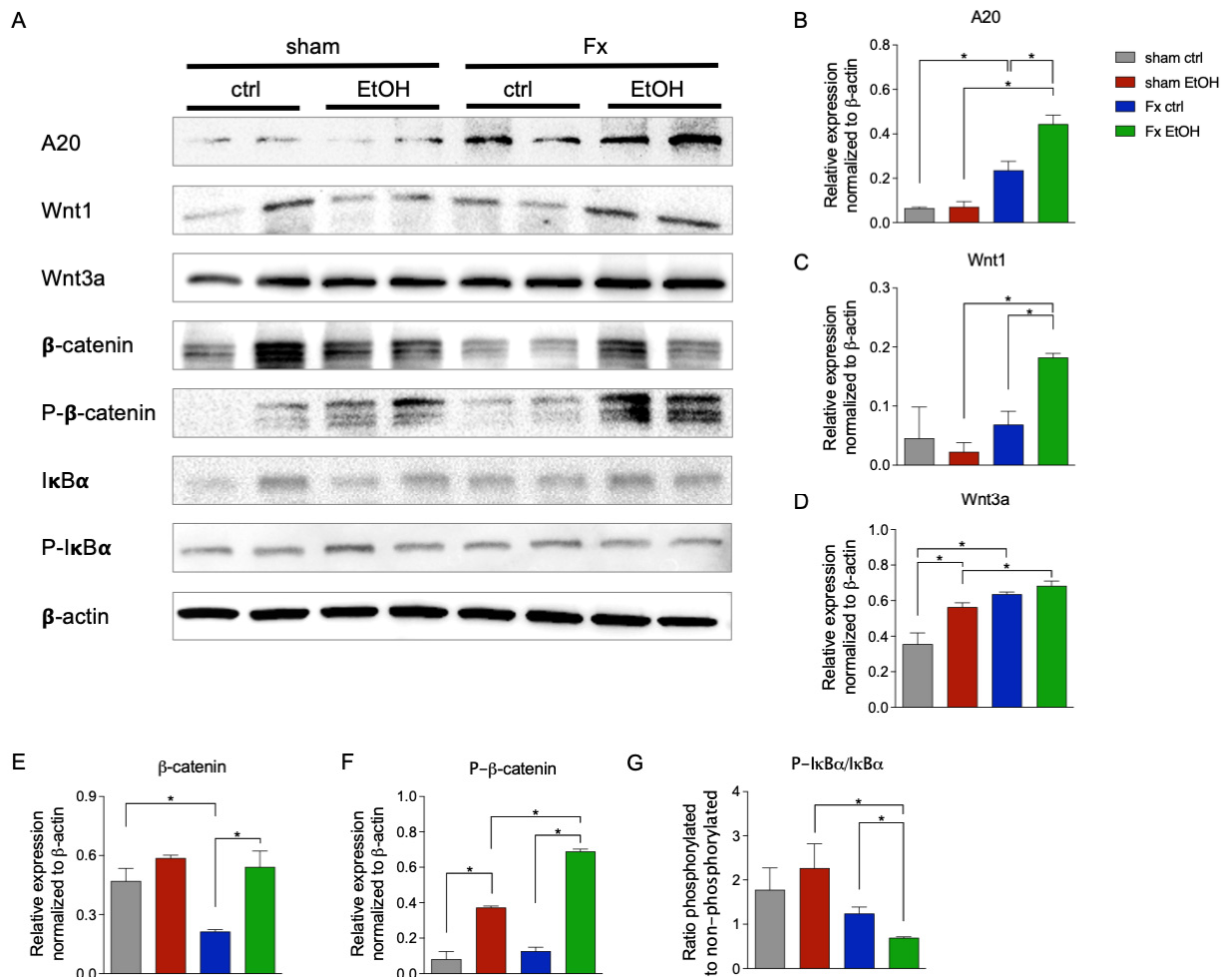 A
sham
Fx
ctrl
EtOH
ctrl
EtOH
A20
Wnt1
Wnt3a
β-catenin
P-β-catenin
IκBα
P-IκBα
β-actin
B
A20
Relative expression
normalized to β-actin
0.8
0.6
0.4
0.2
0.0
*
*
*
sham ctrl
sham EtOH
Fx ctrl
Fx EtOH
C
Wnt1
Relative expression
normalized to β-actin
0.3
0.2
0.1
0.0
*
*
D
Wnt3a
Relative expression
normalized to β-actin
1.0
0.8
0.6
0.4
0.2
0.0
*
*
*
E
β-catenin
Relative expression
normalized to β-actin
0.9
0.6
0.3
0.0
*
*
F
P-β-catenin
Relative expression
normalized to β-actin
1.0
0.8
0.6
0.4
0.2
0.0
*
*
*
G
P-IκBα/IκBα
Ratio phosphorylated
to non-phosphorylated
4
3
2
1
0
*
*